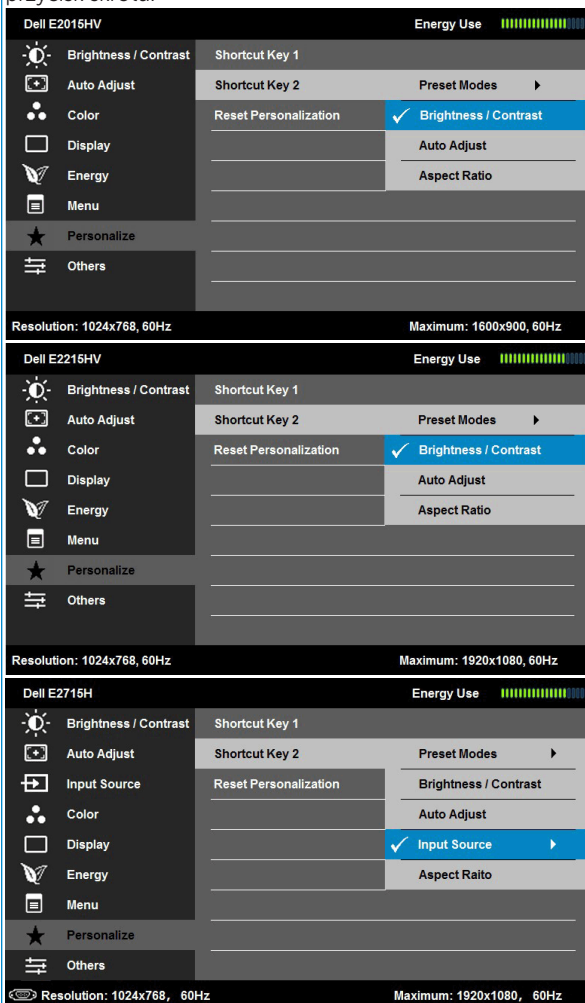 Dell E2015HV Energy Use
Brightness / Contrast Shortcut Key 1
Auto Adjust Shortcut Key 2 Preset Modes
Color Reset Personalization Brightness / Contrast
Display Auto Adjust
Energy Aspect Ratio
Menu
Personalize
Others
Resolution: 1024x768, 60Hz Maximum: 1600x900, 60Hz
Dell E2215HV Energy Use
Brightness / Contrast Shortcut Key 1
Auto Adjust Shortcut Key 2 Preset Modes
Color Reset Personalization Brightness / Contrast
Display Auto Adjust
Energy Aspect Ratio
Menu
Personalize
Others
Resolution: 1024x768, 60Hz Maximum: 1920x1080, 60Hz
Dell E2715H Energy Use
Brightness / Contrast Shortcut Key 1
Auto Adjust Shortcut Key 2 Preset Modes
Input Source Reset Personalization Brightness / Contrast
Color Auto Adjust
Display Input Source
Energy Aspect Raito
Menu
Personalize
Others
Resolution: 1024x768, 60Hz Maximum: 1920x1080, 60Hz